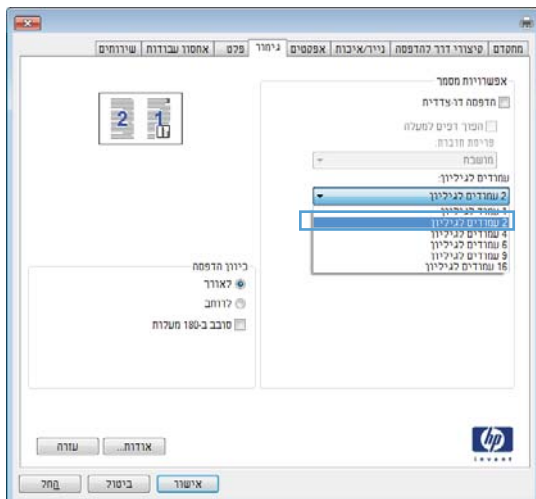 מתקדם קיצורי דרך להדפסה נייר/איכות אפקטים גימור פלט אחסון עבודות שירותים
אפשרויות מסמך
הדפסה דו-צדדית
הפוך דפים למעלה
פריסת חוברת:
מושבת
עמודים לגיליון:
2 עמודים לגיליון
1 עמוד לגיליון
2 עמודים לגיליון
4 עמודים לגיליון
6 עמודים לגיליון
9 עמודים לגיליון
16 עמודים לגיליון
1 2
כיוון הדפסה
לאורך
לרוחב
סובב ב-180 מעלות
hp
invent
אודות... עזרה
אישור ביטול החל